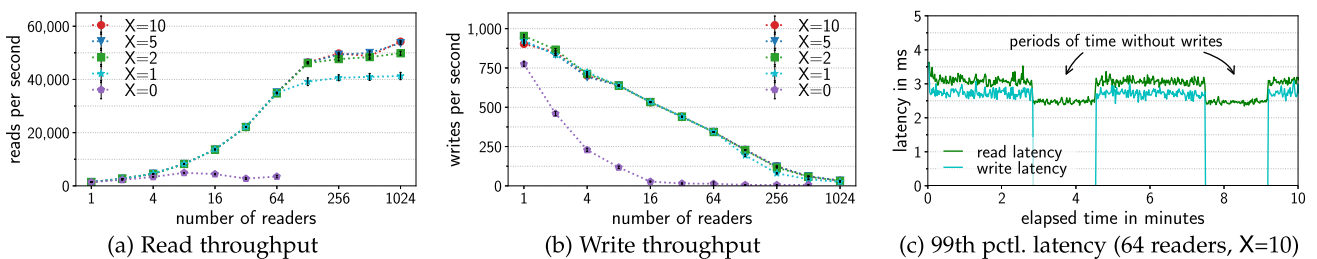 60,000
40,000
20,000
0
reads per second
X=10
X=5
X=2
X=1
X=0
1 4 16 64 256 1024
number of readers
(a) Read throughput
1,000
750
500
250
0
writes per second
X=10
X=5
X=2
X=1
X=0
1 4 16 64 256 1024
number of readers
(b) Write throughput
5
4
3
2
1
0
latency in ms
periods of time without writes
read latency
write latency
0 2 4 6 8 10
elapsed time in minutes
(c) 99th pctl. latency (64 readers, X=10)